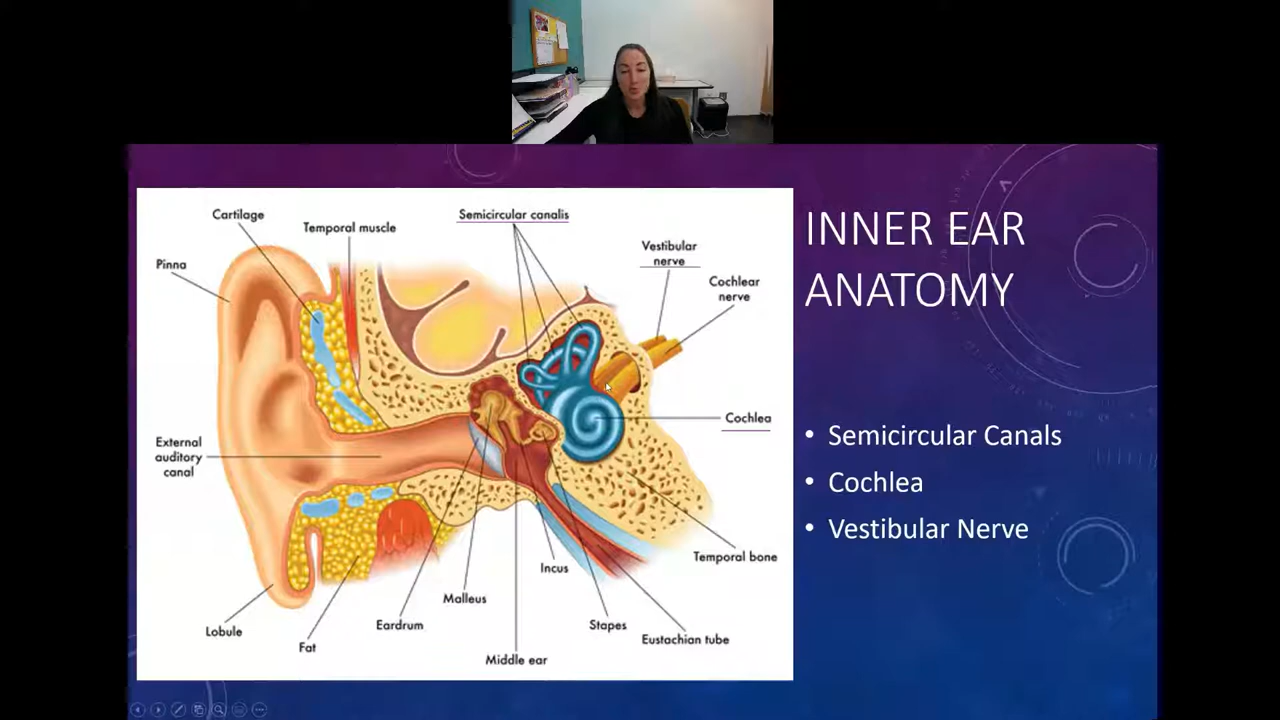 Cartilage
Temporal muscle
Semicircular canalis
Vestibular
nerve
Cochlear
nerve
Pinna
Cochlea
External
auditory
canal
Temporal bone
Incus
Malleus
Eardrum
Stapes
Lobule
Fat
Eustachian tube
Middle ear
INNER EAR
ANATOMY
• Semicircular Canals
• Cochlea
• Vestibular Nerve